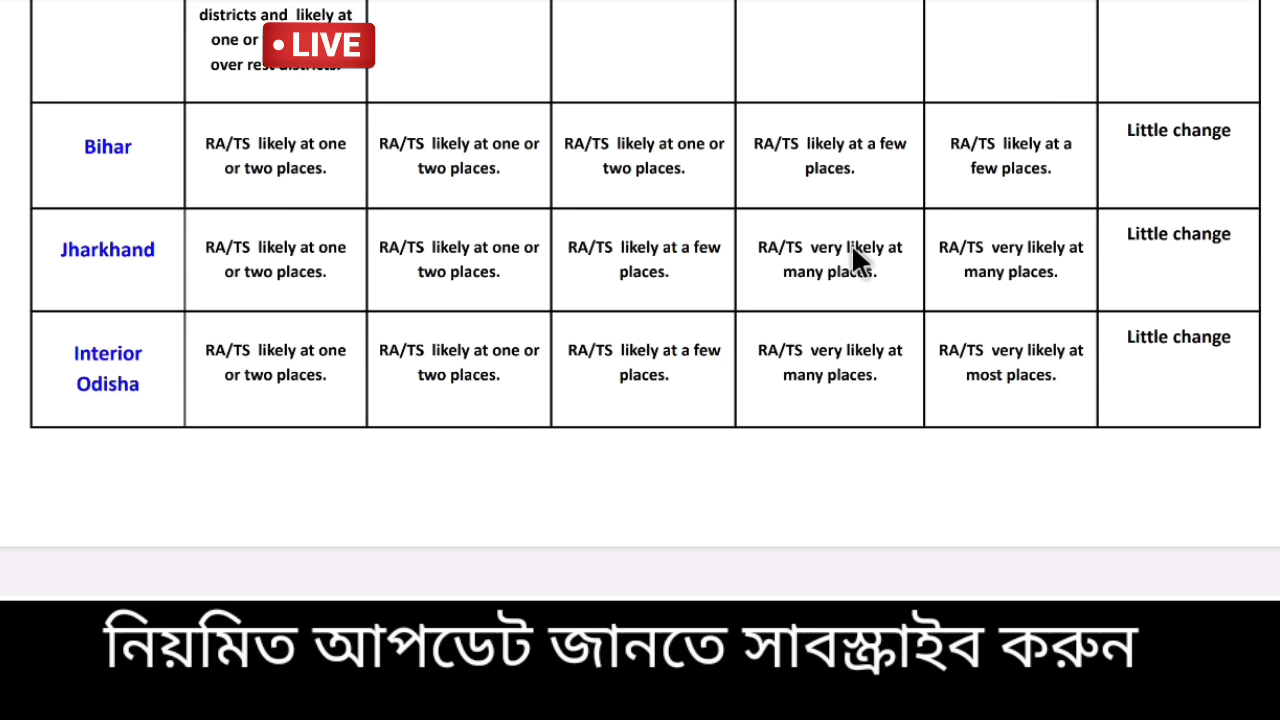 districts and likely at
one or
LIVE
over rest districts.
Bihar
RA/TS likely at one
or two places.
RA/TS likely at one or
two places.
RA/TS likely at one or
two places.
RA/TS likely at a few
places.
RA/TS likely at a
few places.
Little change
Jharkhand
RA/TS likely at one
or two places.
RA/TS likely at one or
two places.
RA/TS likely at a few
places.
RA/TS very likely at
many places.
RA/TS very likely at
many places.
Little change
Interior
Odisha
RA/TS likely at one
or two places.
RA/TS likely at one or
two places.
RA/TS likely at a few
places.
RA/TS very likely at
many places.
RA/TS very likely at
most places.
Little change
নিয়মিত আপডেট জানতে সাবস্ক্রাইব করুন